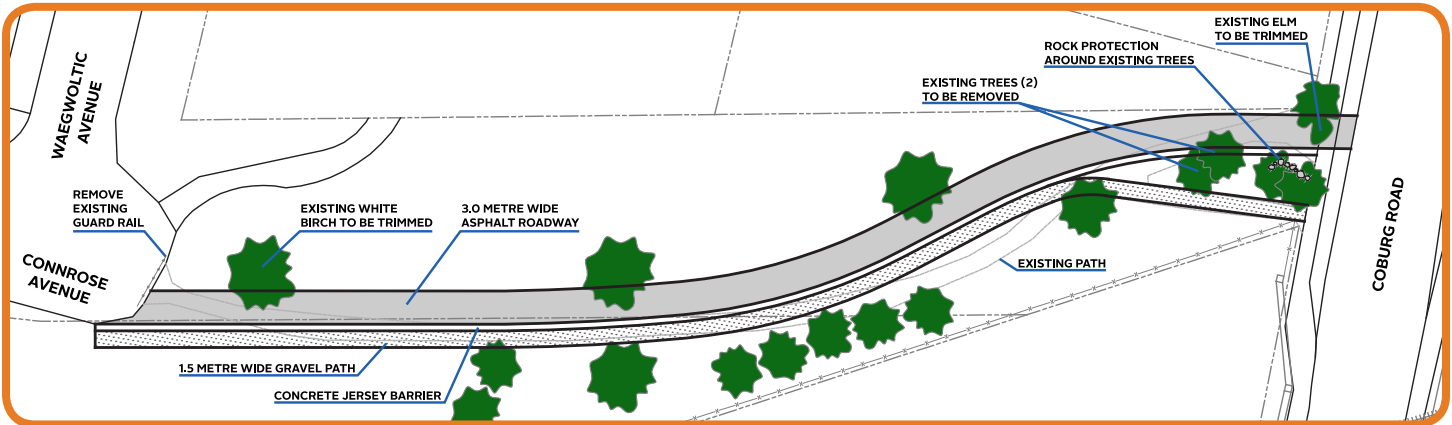 WAEGWOLTIC
AVENUE
REMOVE
EXISTING
GUARD RAIL
CONNROSE
AVENUE
EXISTING WHITE
BIRCH TO BE TRIMMED
3.0 METRE WIDE
ASPHALT ROADWAY
1.5 METRE WIDE GRAVEL PATH
CONCRETE JERSEY BARRIER
EXISTING TREES (2)
TO BE REMOVED
ROCK PROTECTION
AROUND EXISTING TREES
EXISTING ELM
TO BE TRIMMED
EXISTING PATH
COBURG ROAD